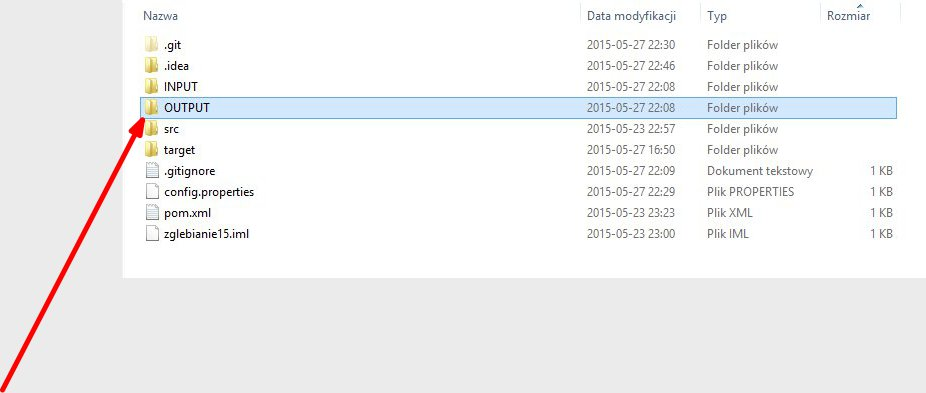 Nazwa Data modyfikacji Typ Rozmiar
.git 2015-05-27 22:30 Folder plików
.idea 2015-05-27 22:46 Folder plików
INPUT 2015-05-27 22:08 Folder plików
OUTPUT 2015-05-27 22:08 Folder plików
src 2015-05-23 22:57 Folder plików
target 2015-05-27 16:50 Folder plików
.gitignore 2015-05-27 22:09 Dokument tekstowy 1 KB
config.properties 2015-05-27 22:29 Plik PROPERTIES 1 KB
pom.xml 2015-05-23 23:23 Plik XML 1 KB
zglebianie15.iml 2015-05-23 23:00 Plik IML 1 KB